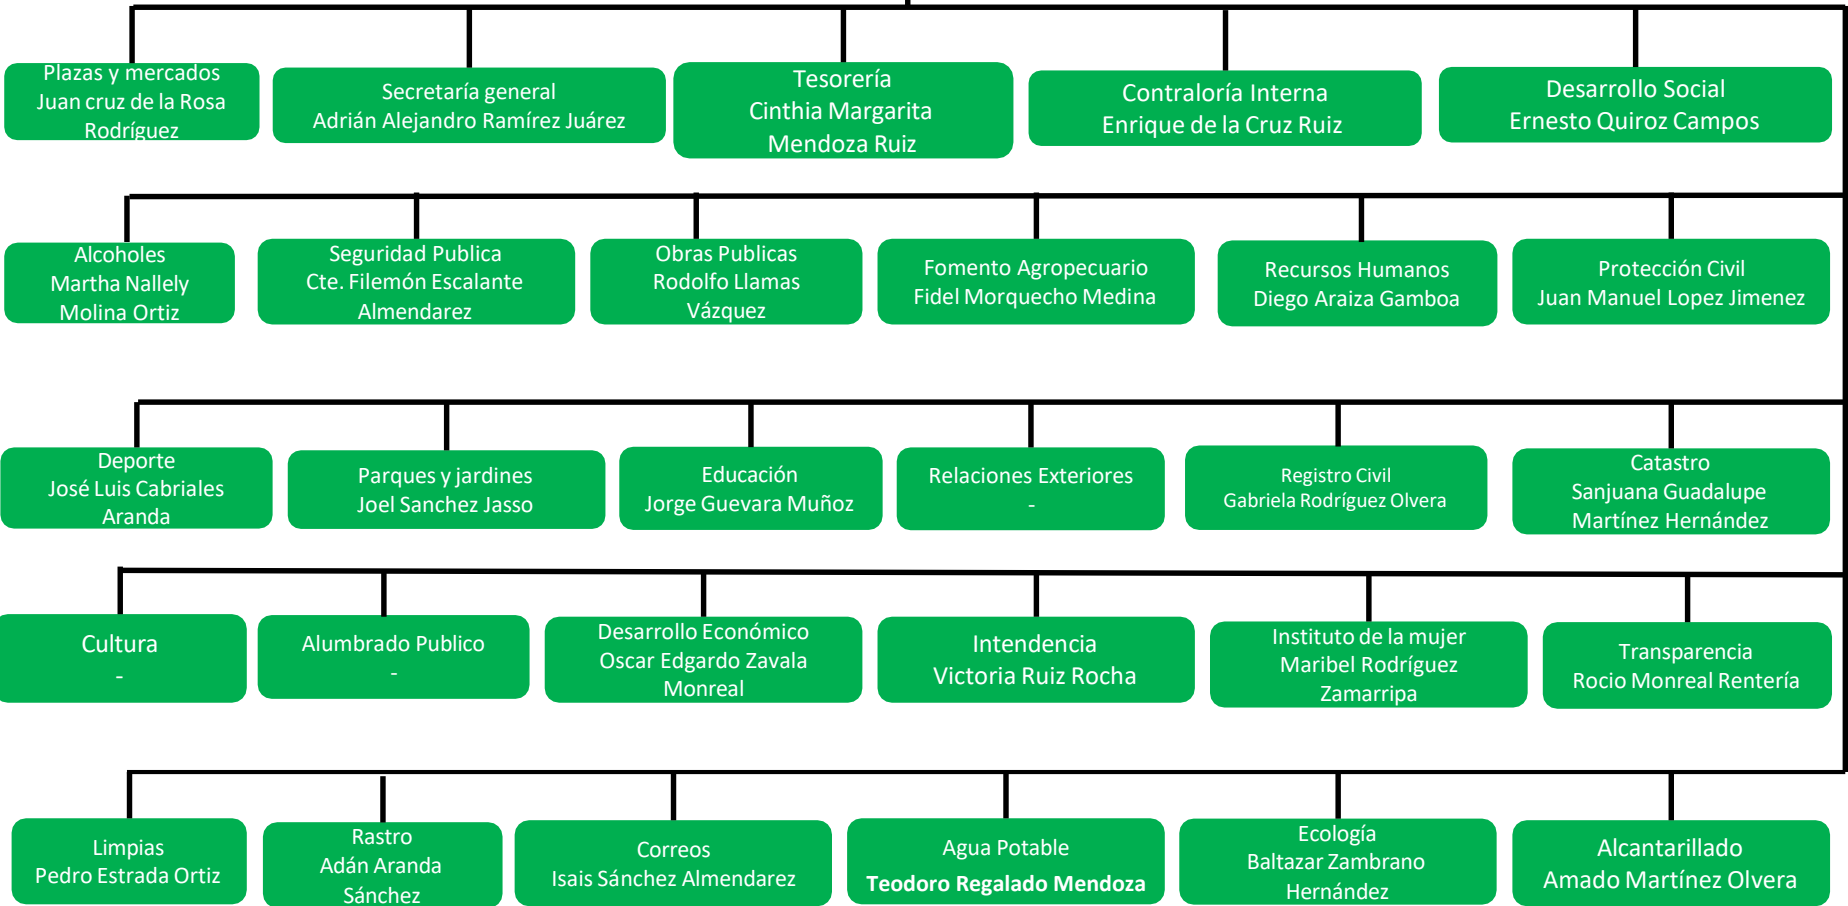 Plazas y mercados
Juan cruz de la Rosa
Rodríguez
Secretaría general
Adrián Alejandro Ramírez Juárez
Tesorería
Cinthia Margarita
Mendoza Ruiz
Contraloría Interna
Enrique de la Cruz Ruiz
Desarrollo Social
Ernesto Quiroz Campos
Alcoholes
Martha Nallely
Molina Ortiz
Seguridad Publica
Cte. Filemón Escalante
Almendarez
Obras Publicas
Rodolfo Llamas
Vázquez
Fomento Agropecuario
Fidel Morquecho Medina
Recursos Humanos
Diego Araiza Gamboa
Protección Civil
Juan Manuel Lopez Jimenez
Deporte
José Luis Cabriales
Aranda
Parques y jardines
Joel Sanchez Jasso
Educación
Jorge Guevara Muñoz
Relaciones Exteriores
-
Registro Civil
Gabriela Rodríguez Olvera
Catastro
Sanjuana Guadalupe
Martínez Hernández
Cultura
-
Alumbrado Publico
-
Desarrollo Económico
Oscar Edgardo Zavala
Monreal
Intendencia
Victoria Ruiz Rocha
Instituto de la mujer
Maribel Rodríguez
Zamarripa
Transparencia
Rocio Monreal Rentería
Limpias
Pedro Estrada Ortiz
Rastro
Adán Aranda
Sánchez
Correos
Isais Sánchez Almendarez
Agua Potable
Teodoro Regalado Mendoza
Ecología
Baltazar Zambrano
Hernández
Alcantarillado
Amado Martínez Olvera